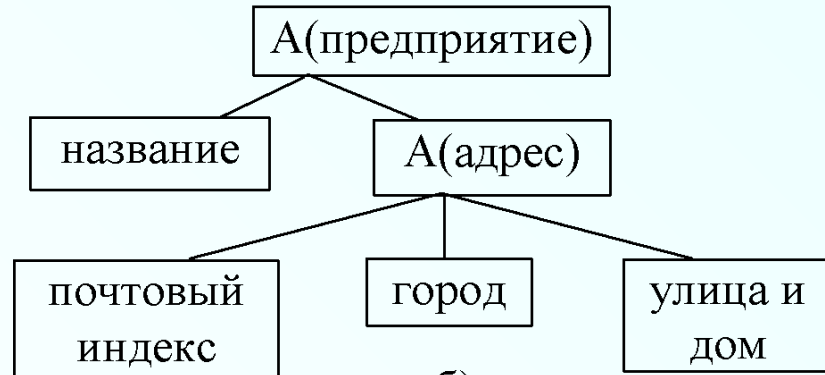 А(предприятие)
название
А(адрес)
почтовый
индекс
город
улица и
дом